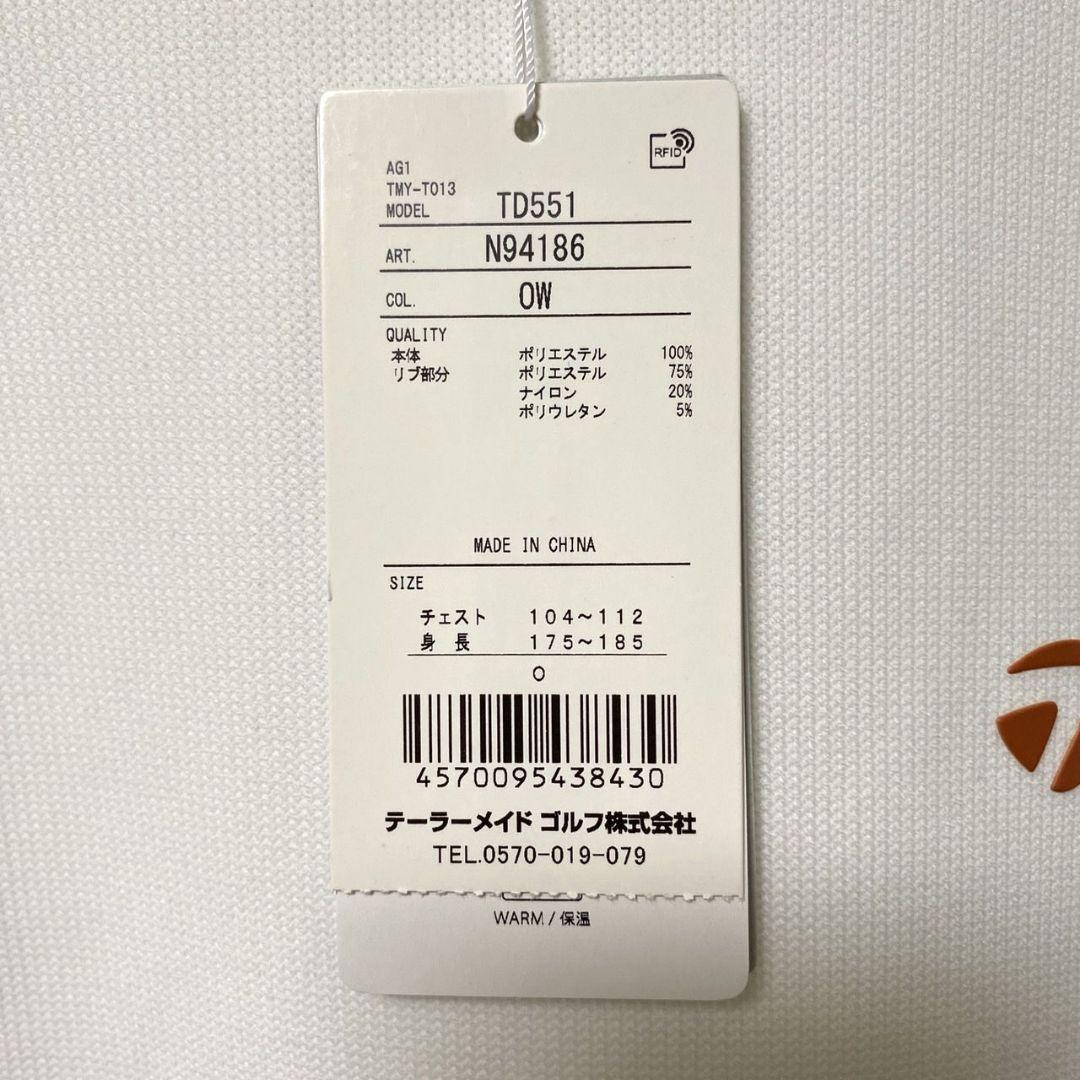 RFID
AG1
TMY-T013
MODEL TD551
ART. N94186
COL. OW
QUALITY
本体 ポリエステル 100%
リブ部分 ポリエステル 75%
ナイロン 20%
ポリウレタン 5%
MADE IN CHINA
SIZE
チェスト 104〜112
身長 175〜185
O
4570095438430
テーラーメイド ゴルフ株式会社
TEL.0570-019-079
WARM / 保温